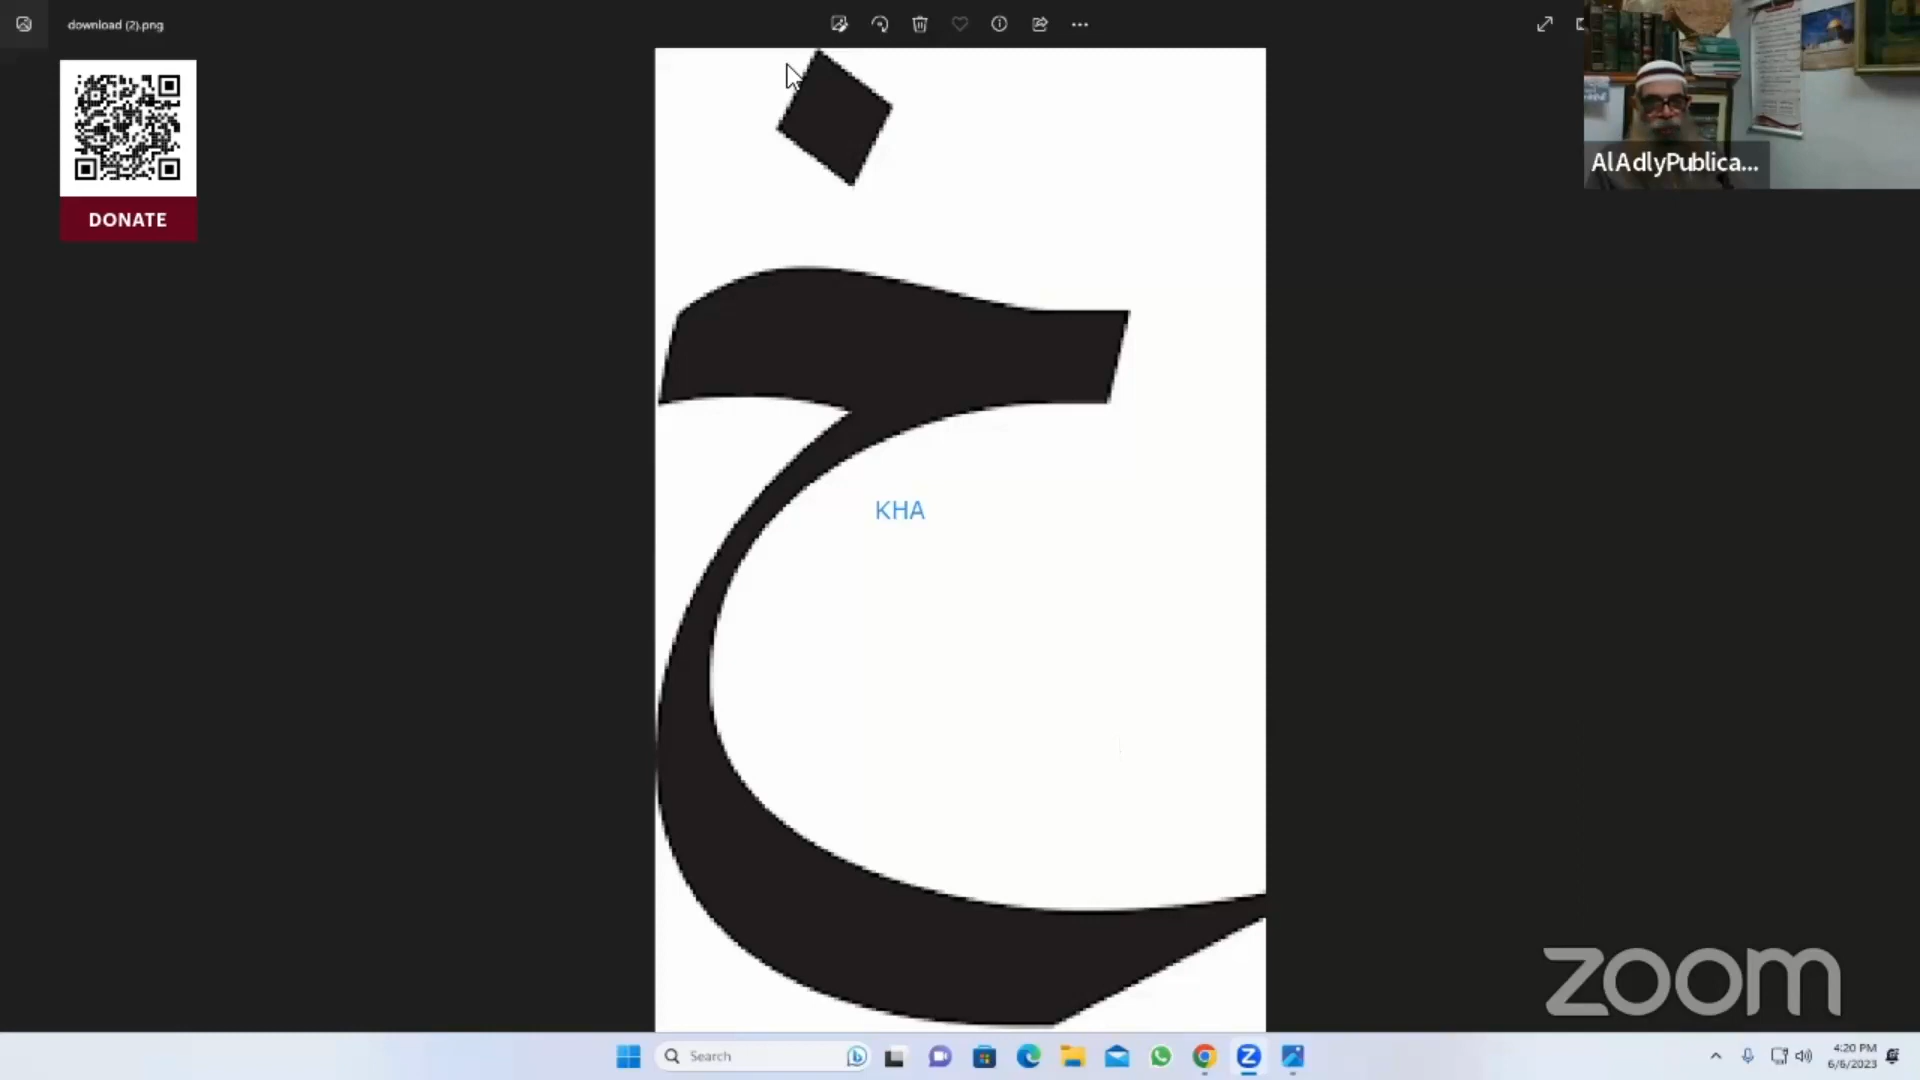 download (2).png
DONATE
AlAdlyPublica...
خ
KHA
zoom
Search
4:20 PM
6/6/2023